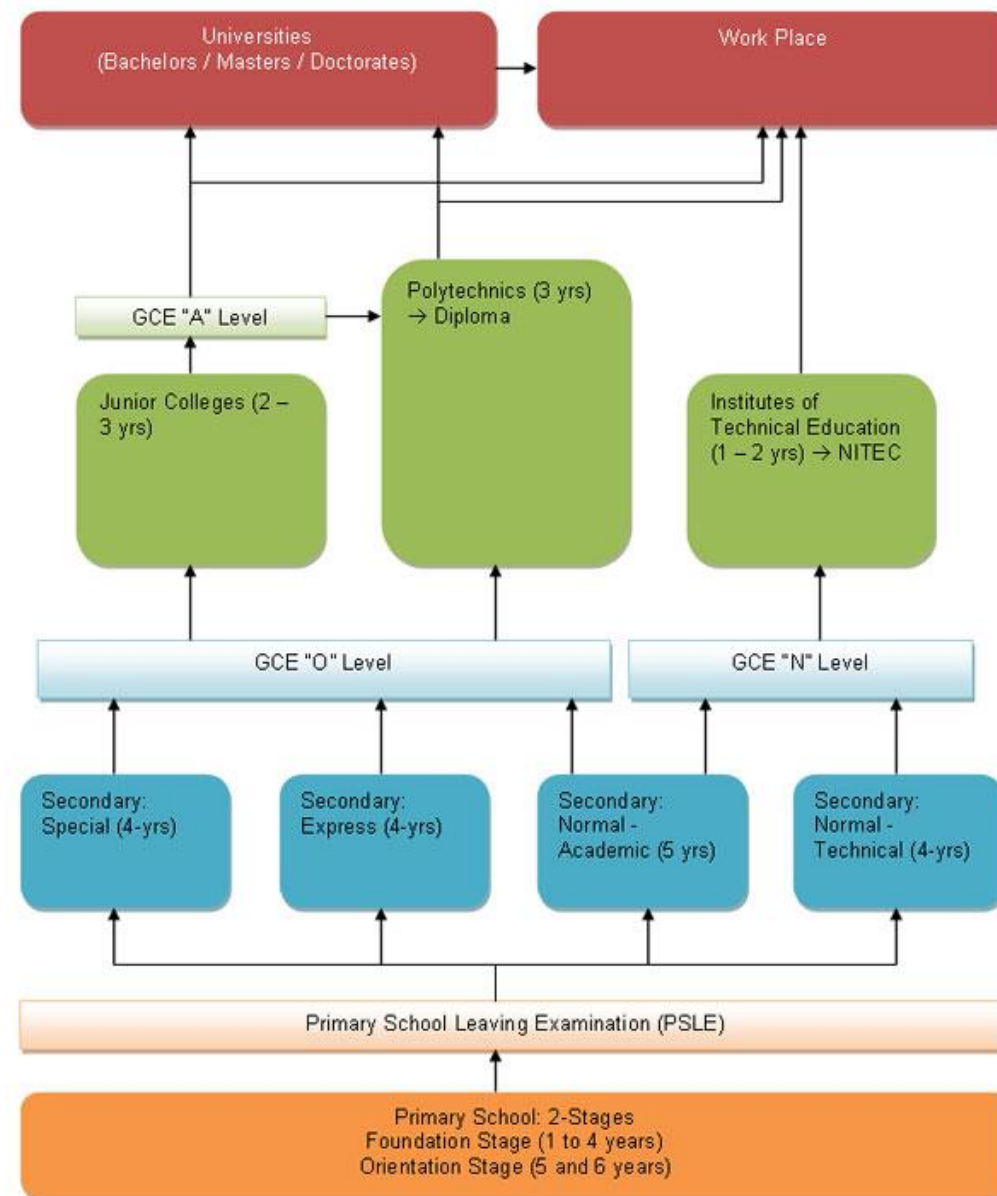 Universities
(Bachelors / Masters / Doctorates)
Work Place
Polytechnics (3 yrs)
→ Diploma
GCE "A" Level
Junior Colleges (2 –
3 yrs)
Institutes of
Technical Education
(1 – 2 yrs) → NITEC
GCE "O" Level
GCE "N" Level
Secondary:
Special (4-yrs)
Secondary:
Express (4-yrs)
Secondary:
Normal -
Academic (5 yrs)
Secondary:
Normal -
Technical (4-yrs)
Primary School Leaving Examination (PSLE)
Primary School: 2-Stages
Foundation Stage (1 to 4 years)
Orientation Stage (5 and 6 years)